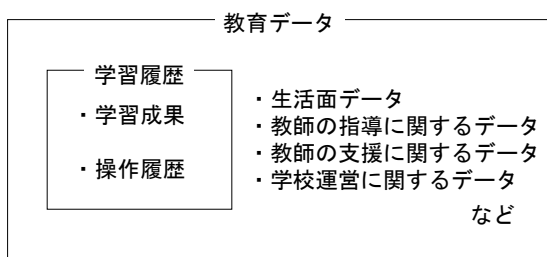 教育データ
学習履歴
・学習成果
・操作履歴
・生活面データ
・教師の指導に関するデータ
・教師の支援に関するデータ
・学校運営に関するデータ
など